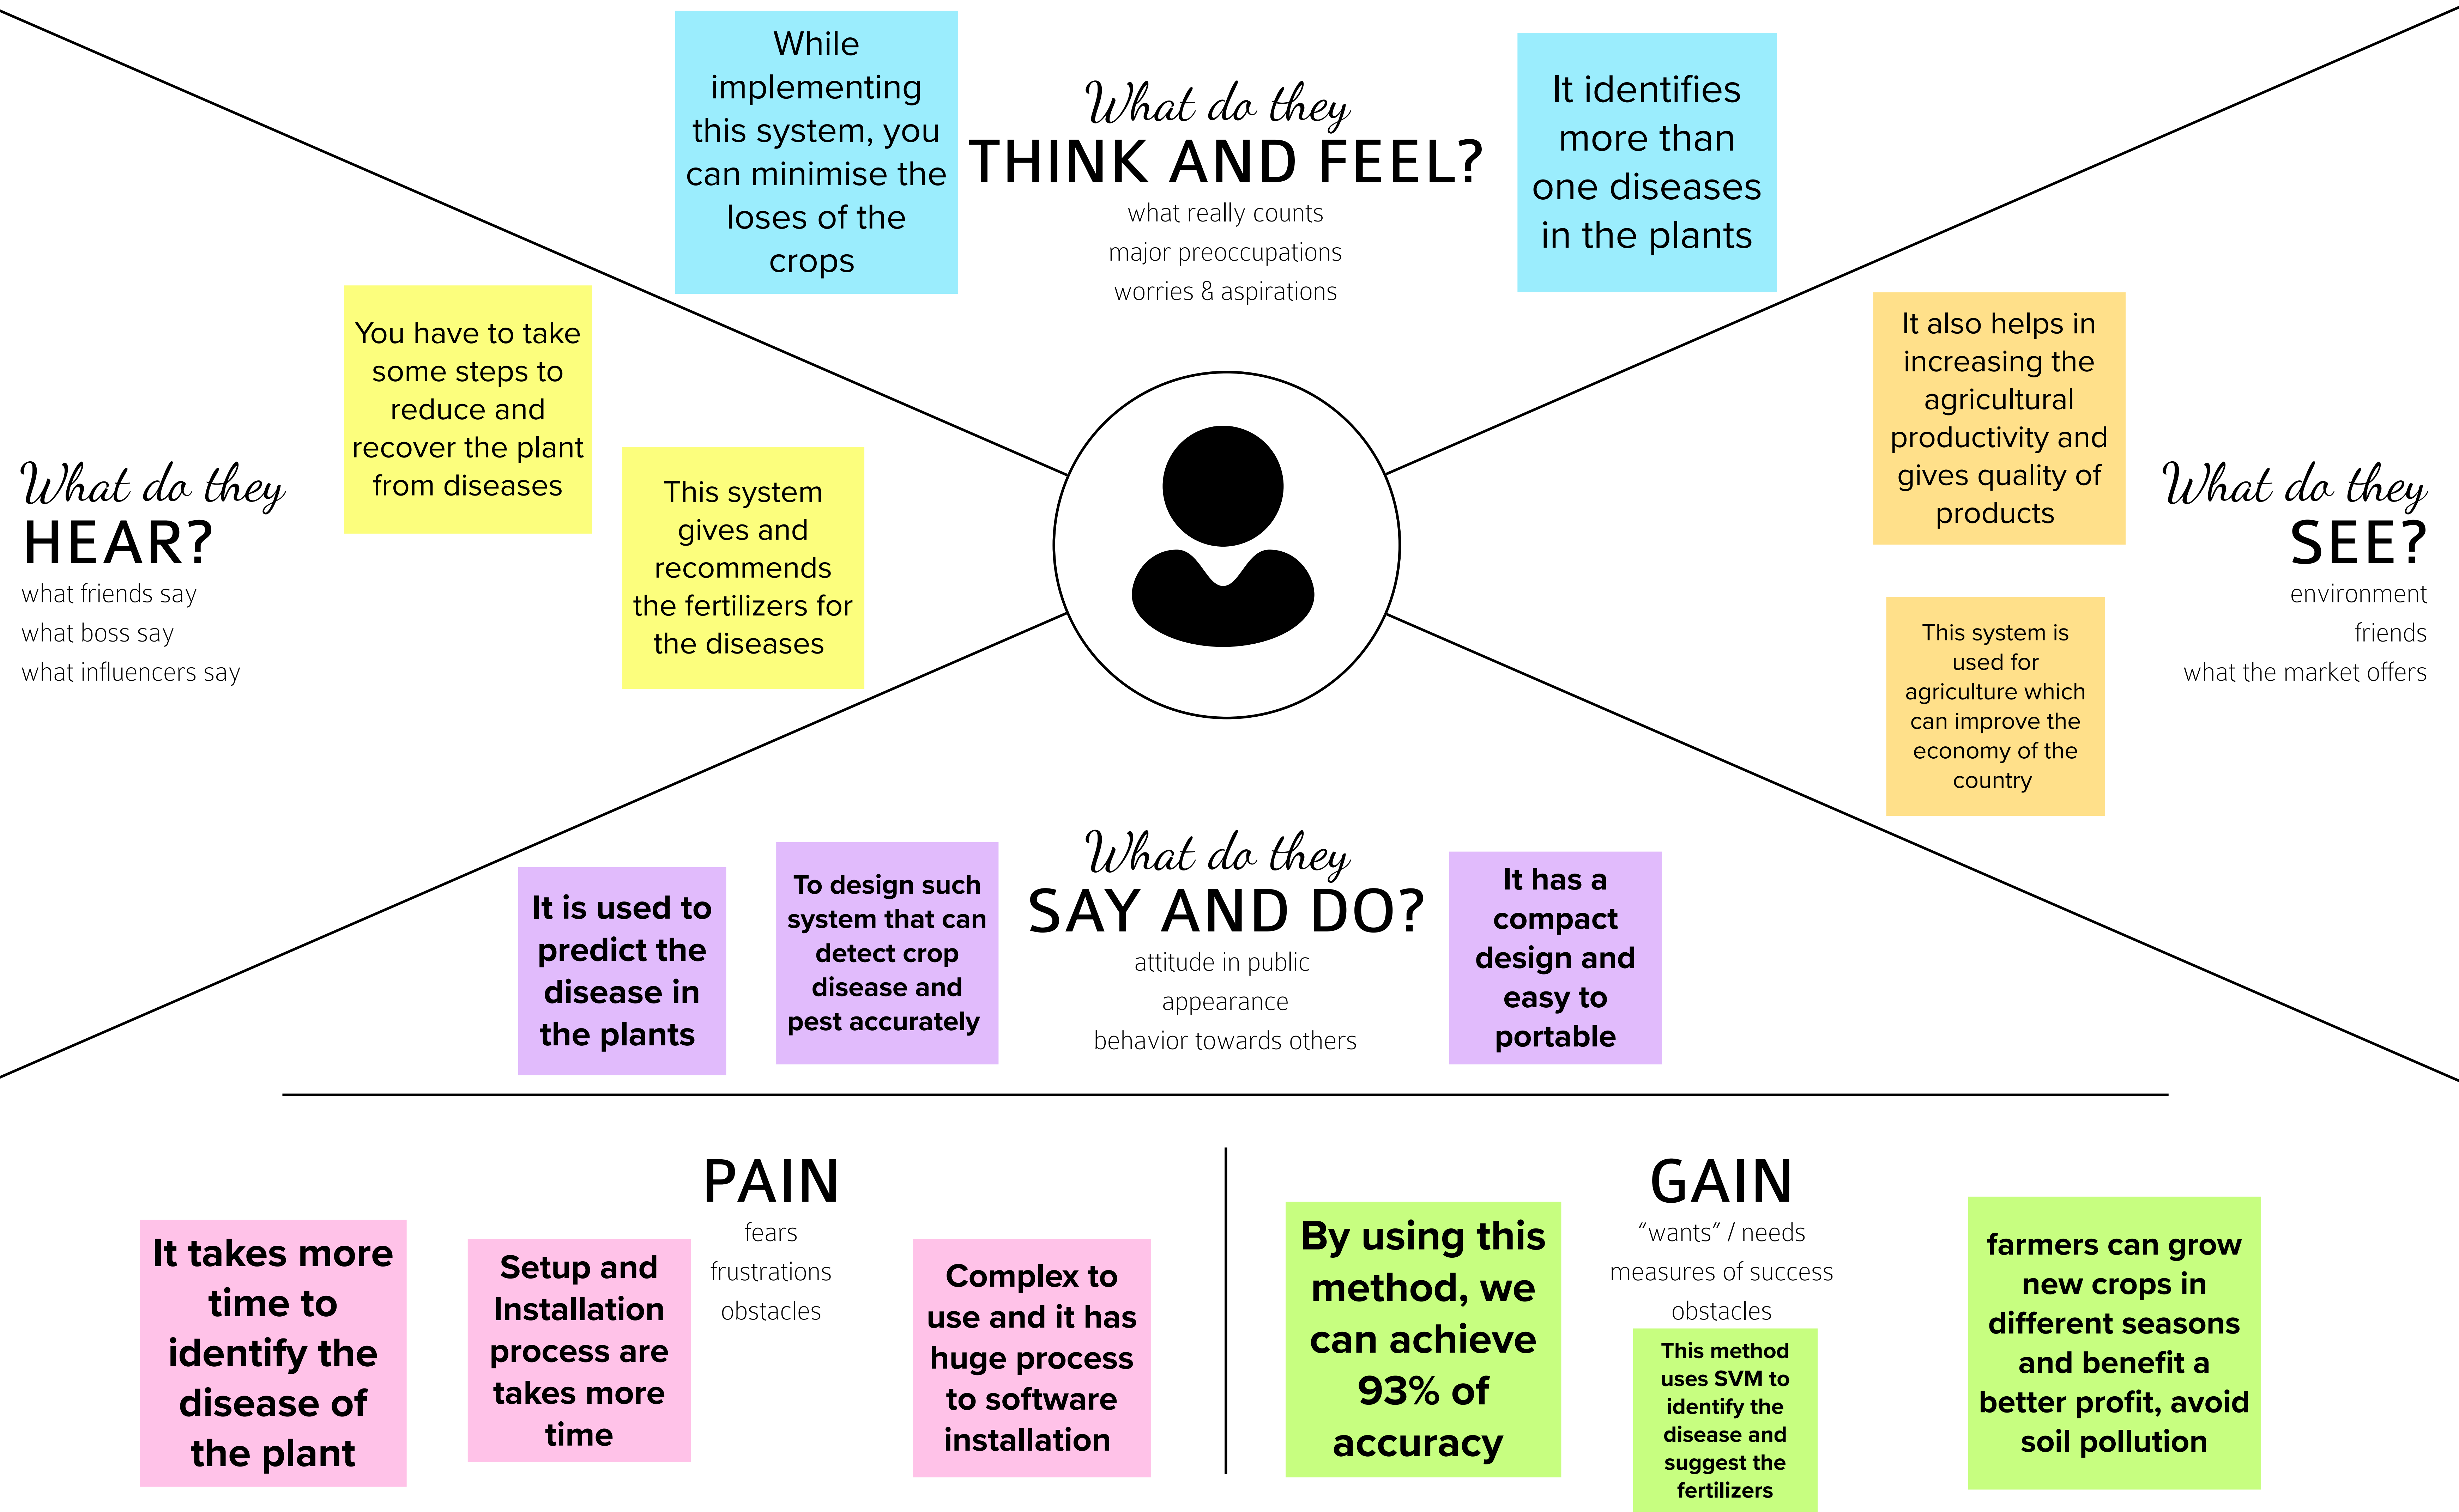 While
implementing
this system, you
can minimise the
loses of the
crops
What do they
THINK AND FEEL?
what really counts
major preoccupations
worries & aspirations
It identifies
more than
one diseases
in the plants
What do they
HEAR?
what friends say
what boss say
what influencers say
You have to take
some steps to
reduce and
recover the plant
from diseases
This system
gives and
recommends
the fertilizers for
the diseases
It also helps in
increasing the
agricultural
productivity and
gives quality of
products
This system is
used for
agriculture which
can improve the
economy of the
country
What do they
SEE?
environment
friends
what the market offers
It is used to
predict the
disease in
the plants
To design such
system that can
detect crop
disease and
pest accurately
What do they
SAY AND DO?
attitude in public
appearance
behavior towards others
It has a
compact
design and
easy to
portable
PAIN
fears
frustrations
obstacles
It takes more
time to
identify the
disease of
the plant
Setup and
Installation
process are
takes more
time
Complex to
use and it has
huge process
to software
installation
GAIN
“wants” / needs
measures of success
obstacles
By using this
method, we
can achieve
93% of
accuracy
This method
uses SVM to
identify the
disease and
suggest the
fertilizers
farmers can grow
new crops in
different seasons
and benefit a
better profit, avoid
soil pollution